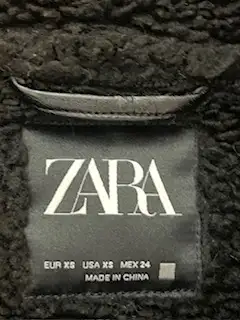 ZARA
EUR XS USA XS MEX 24
MADE IN CHINA